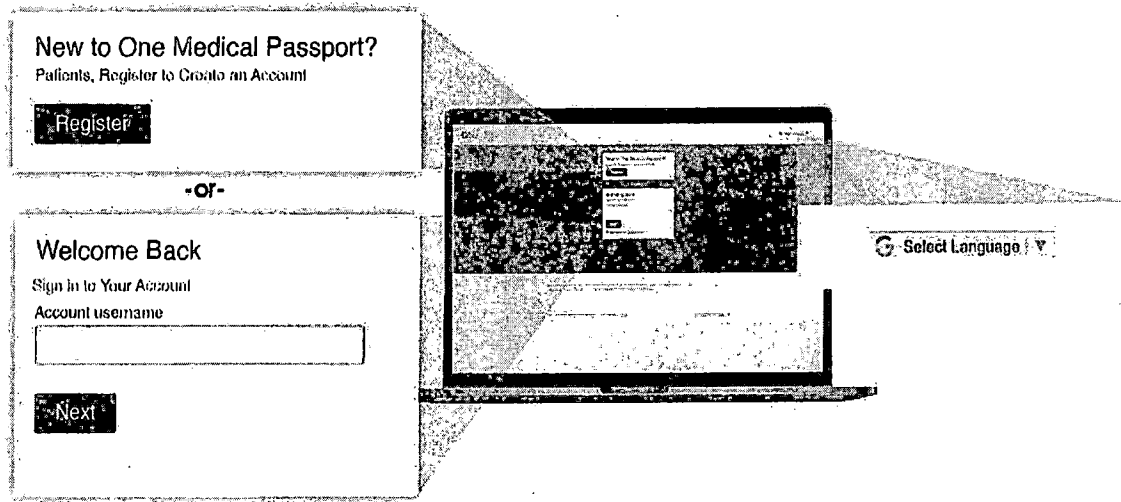 New to One Medical Passport?
Patients, Register to Create an Account
Register
-or-
Welcome Back
Sign in to Your Account
Account username
Next
G Select Language